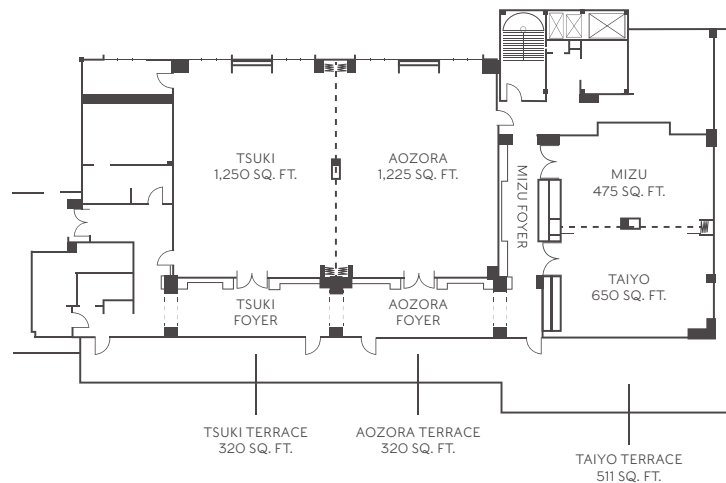 TSUKI
1,250 SQ. FT.
AOZORA
1,225 SQ. FT.
MIZU FOYER
MIZU
475 SQ. FT.
TAIYO
650 SQ. FT.
TSUKI
FOYER
AOZORA
FOYER
TSUKI TERRACE
320 SQ. FT.
AOZORA TERRACE
320 SQ. FT.
TAIYO TERRACE
511 SQ. FT.